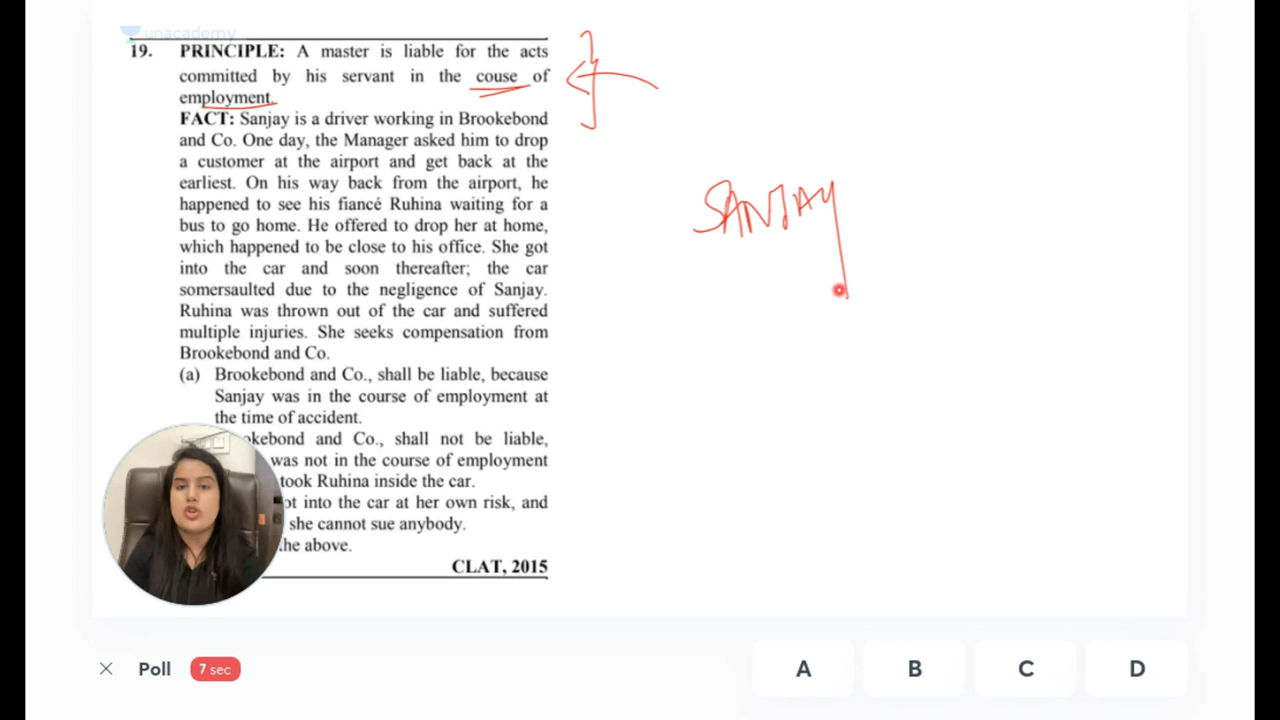 unacademy
19. PRINCIPLE: A master is liable for the acts
committed by his servant in the couse of
employment.
FACT: Sanjay is a driver working in Brookebond
and Co. One day, the Manager asked him to drop
a customer at the airport and get back at the
earliest. On his way back from the airport, he
happened to see his fiancé Ruhina waiting for a
bus to go home. He offered to drop her at home,
which happened to be close to his office. She got
into the car and soon thereafter; the car
somersaulted due to the negligence of Sanjay.
Ruhina was thrown out of the car and suffered
multiple injuries. She seeks compensation from
Brookebond and Co.
(a) Brookebond and Co., shall be liable, because
Sanjay was in the course of employment at
the time of accident.
okebond and Co., shall not be liable,
was not in the course of employment
took Ruhina inside the car.
ot into the car at her own risk, and
she cannot sue anybody.
the above.
CLAT, 2015
SANJAY
Poll 7 sec A B C D